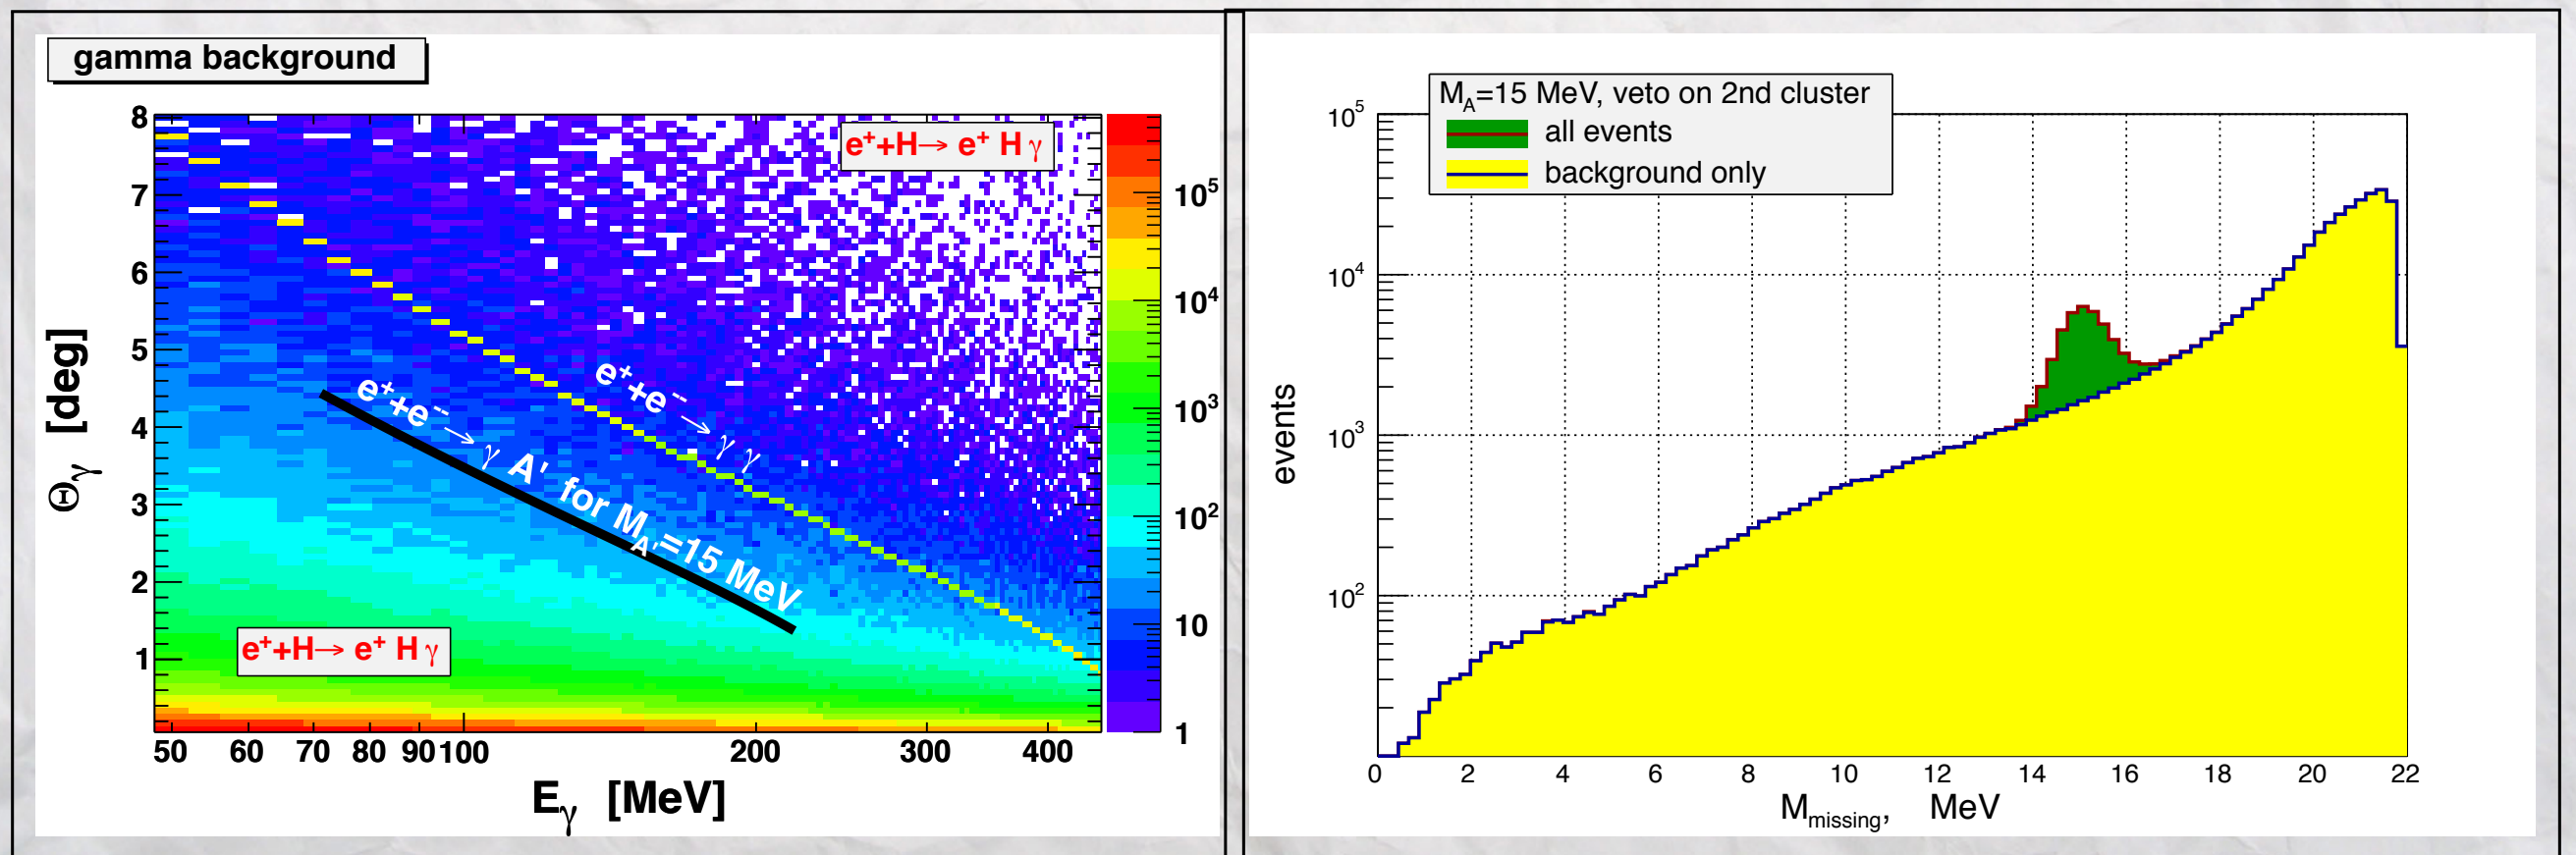 gamma background
8
7
6
5
4
3
2
1
Θγ [deg]
e⁺+H→ e⁺ H γ
e⁺+e⁻→ γ γ
e⁺+e⁻→ γ A' for M_A'=15 MeV
e⁺+H→ e⁺ H γ
50 60 70 80 90 100 200 300 400
Eγ [MeV]
10⁵
10⁴
10³
10²
10
1
M_A=15 MeV, veto on 2nd cluster
all events
background only
10⁵
10⁴
10³
10²
events
0 2 4 6 8 10 12 14 16 18 20 22
M_missing, MeV